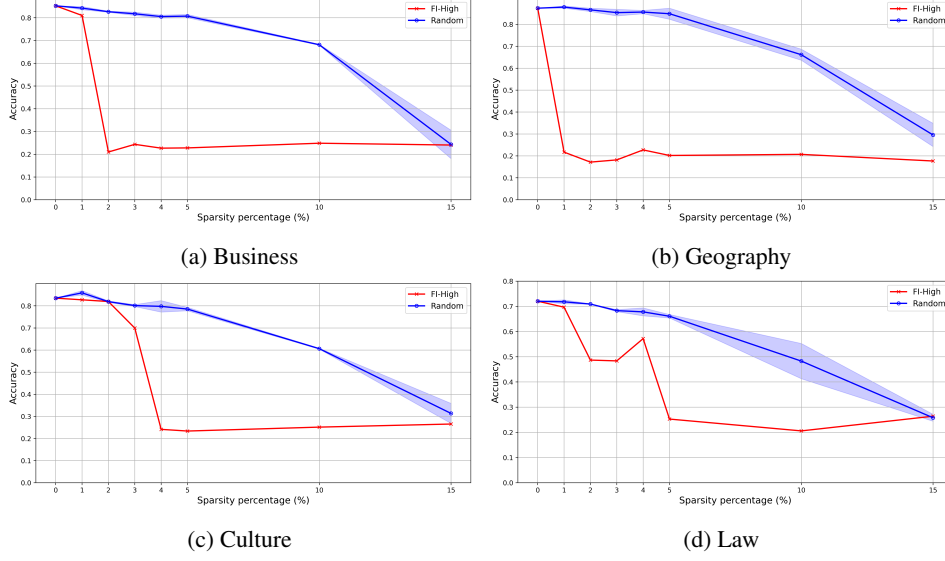 FI-High
Random
0.8
0.7
0.6
0.5
0.4
0.3
0.2
0.1
0.0
Accuracy
0 1 2 3 4 5 10 15
Sparsity percentage (%)
(a) Business
FI-High
Random
0.8
0.7
0.6
0.5
0.4
0.3
0.2
0.1
0.0
Accuracy
0 1 2 3 4 5 10 15
Sparsity percentage (%)
(b) Geography
FI-High
Random
0.8
0.7
0.6
0.5
0.4
0.3
0.2
0.1
0.0
Accuracy
0 1 2 3 4 5 10 15
Sparsity percentage (%)
(c) Culture
FI-High
Random
0.8
0.7
0.6
0.5
0.4
0.3
0.2
0.1
0.0
Accuracy
0 1 2 3 4 5 10 15
Sparsity percentage (%)
(d) Law